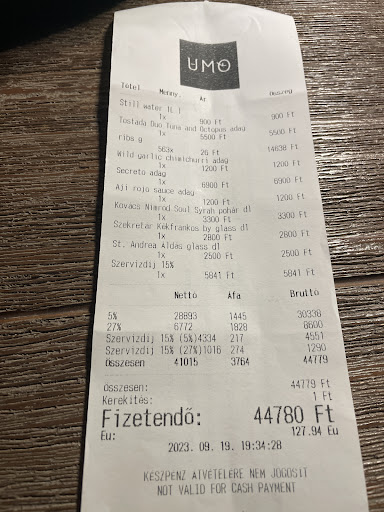 UMO
Tétel Menny. Ár Összeg
Still water 1L l
1x 900 Ft 900 Ft
Tostada Duo Tuna and Octopus adag
1x 5500 Ft 5500 Ft
ribs g
563x 26 Ft 14638 Ft
Wild garlic chimichurri adag
1x 1200 Ft 1200 Ft
Secreto adag
1x 6900 Ft 6900 Ft
Aji rojo sauce adag
1x 1200 Ft 1200 Ft
Kovács Nimród Soul Syrah pohár dl
1x 3300 Ft 3300 Ft
Szekretár Kékfrankos by glass dl
1x 2800 Ft 2800 Ft
St. Andrea Áldás glass dl
1x 2500 Ft 2500 Ft
Szervizdíj 15%
1x 5841 Ft 5841 Ft
Nettó Áfa Bruttó
5% 28893 1445 30338
27% 6772 1828 8600
Szervizdíj 15% (5%)4334 217 4551
Szervizdíj 15% (27%)1016 274 1290
Összesen 41015 3764 44779
Összesen: 44779 Ft
Kerekítés: 1 Ft
Fizetendő: 44780 Ft
Eu: 127.94 Eu
2023. 09. 19. 19:34:28
KÉSZPÉNZ ÁTVÉTELÉRE NEM JOGOSÍT
NOT VALID FOR CASH PAYMENT